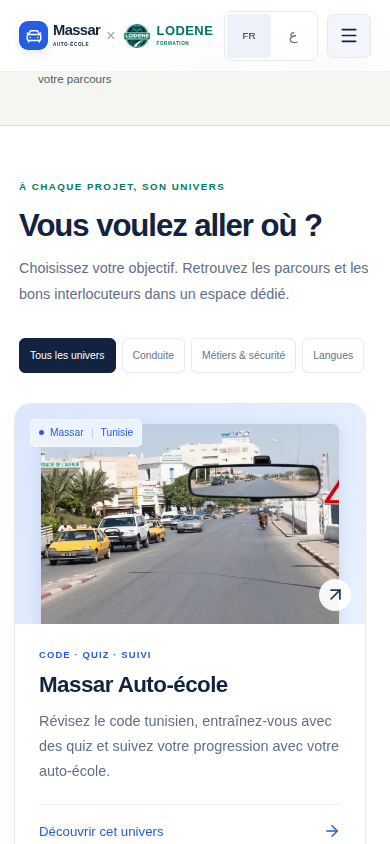 Massar
AUTO-ÉCOLE
×
LODENE
LODENE
FORMATION
FR
ع
votre parcours
À CHAQUE PROJET, SON UNIVERS
Vous voulez aller où ?
Choisissez votre objectif. Retrouvez les parcours et les
bons interlocuteurs dans un espace dédié.
Tous les univers
Conduite
Métiers & sécurité
Langues
Massar | Tunisie
CODE · QUIZ · SUIVI
Massar Auto-école
Révisez le code tunisien, entraînez-vous avec
des quiz et suivez votre progression avec votre
auto-école.
Découvrir cet univers